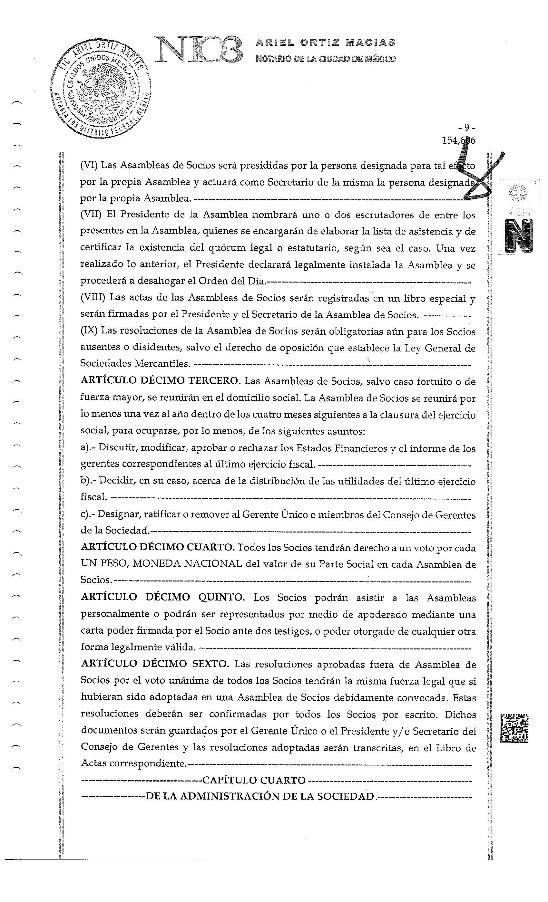 LIC. ARIEL ORTIZ MACIAS
ESTADOS UNIDOS MEXICANOS
NIC3
ARIEL ORTIZ MACIAS
NOTARIO DE LA CIUDAD DE MÉXICO
- 9 -
(VI) Las Asambleas de Socios será presididas por la persona designada para tal efecto
por la propia Asamblea y actuará como Secretario de la misma la persona designada
por la propia Asamblea.
(VII) El Presidente de la Asamblea nombrará uno o dos escrutadores de entre los
presentes en la Asamblea, quienes se encargarán de elaborar la lista de asistencia y de
certificar la existencia del quórum legal o estatutario, según sea el caso. Una vez
realizado lo anterior, el Presidente declarará legalmente instalada la Asamblea y se
procederá a desahogar el Orden del Día.
(VIII) Las actas de las Asambleas de Socios serán registradas en un libro especial y
serán firmadas por el Presidente y el Secretario de la Asamblea de Socios.
(IX) Las resoluciones de la Asamblea de Socios serán obligatorias aún para los Socios
ausentes o disidentes, salvo el derecho de oposición que establece la Ley General de
Sociedades Mercantiles.
ARTÍCULO DÉCIMO TERCERO. Las Asambleas de Socios, salvo caso fortuito o de
fuerza mayor, se reunirán en el domicilio social. La Asamblea de Socios se reunirá por
lo menos una vez al año dentro de los cuatro meses siguientes a la clausura del ejercicio
social, para ocuparse, por lo menos, de los siguientes asuntos:
a).- Discutir, modificar, aprobar o rechazar los Estados Financieros y el informe de los
gerentes correspondientes al último ejercicio fiscal.
b).- Decidir, en su caso, acerca de la distribución de las utilidades del último ejercicio
fiscal.
c).- Designar, ratificar o remover al Gerente Único o miembros del Consejo de Gerentes
de la Sociedad.
ARTÍCULO DÉCIMO CUARTO. Todos los Socios tendrán derecho a un voto por cada
UN PESO, MONEDA NACIONAL del valor de su Parte Social en cada Asamblea de
Socios.
ARTÍCULO DÉCIMO QUINTO. Los Socios podrán asistir a las Asambleas
personalmente o podrán ser representados por medio de apoderado mediante una
carta poder firmada por el Socio ante dos testigos, o poder otorgado de cualquier otra
forma legalmente válida.
ARTÍCULO DÉCIMO SEXTO. Las resoluciones aprobadas fuera de Asamblea de
Socios por el voto unánime de todos los Socios tendrán la misma fuerza legal que si
hubieran sido adoptadas en una Asamblea de Socios debidamente convocada. Estas
resoluciones deberán ser confirmadas por todos los Socios por escrito. Dichos
documentos serán guardados por el Gerente Único o el Presidente y/o Secretario del
Consejo de Gerentes y las resoluciones adoptadas serán transcritas, en el Libro de
Actas correspondiente.
CAPÍTULO CUARTO
DE LA ADMINISTRACIÓN DE LA SOCIEDAD.
N